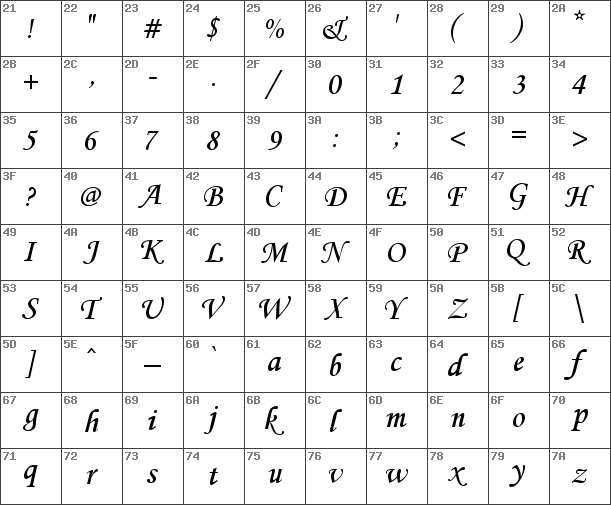 21 22 23 24 25 26 27 28 29 2A
! " # $ % & ' ( ) *
2B 2C 2D 2E 2F 30 31 32 33 34
+ , - . / 0 1 2 3 4
35 36 37 38 39 3A 3B 3C 3D 3E
5 6 7 8 9 : ; < = >
3F 40 41 42 43 44 45 46 47 48
? @ A B C D E F G H
49 4A 4B 4C 4D 4E 4F 50 51 52
I J K L M N O P Q R
53 54 55 56 57 58 59 5A 5B 5C
S T U V W X Y Z [ \
5D 5E 5F 60 61 62 63 64 65 66
] ^ _ ` a b c d e f
67 68 69 6A 6B 6C 6D 6E 6F 70
g h i j k l m n o p
71 72 73 74 75 76 77 78 79 7A
q r s t u v w x y z